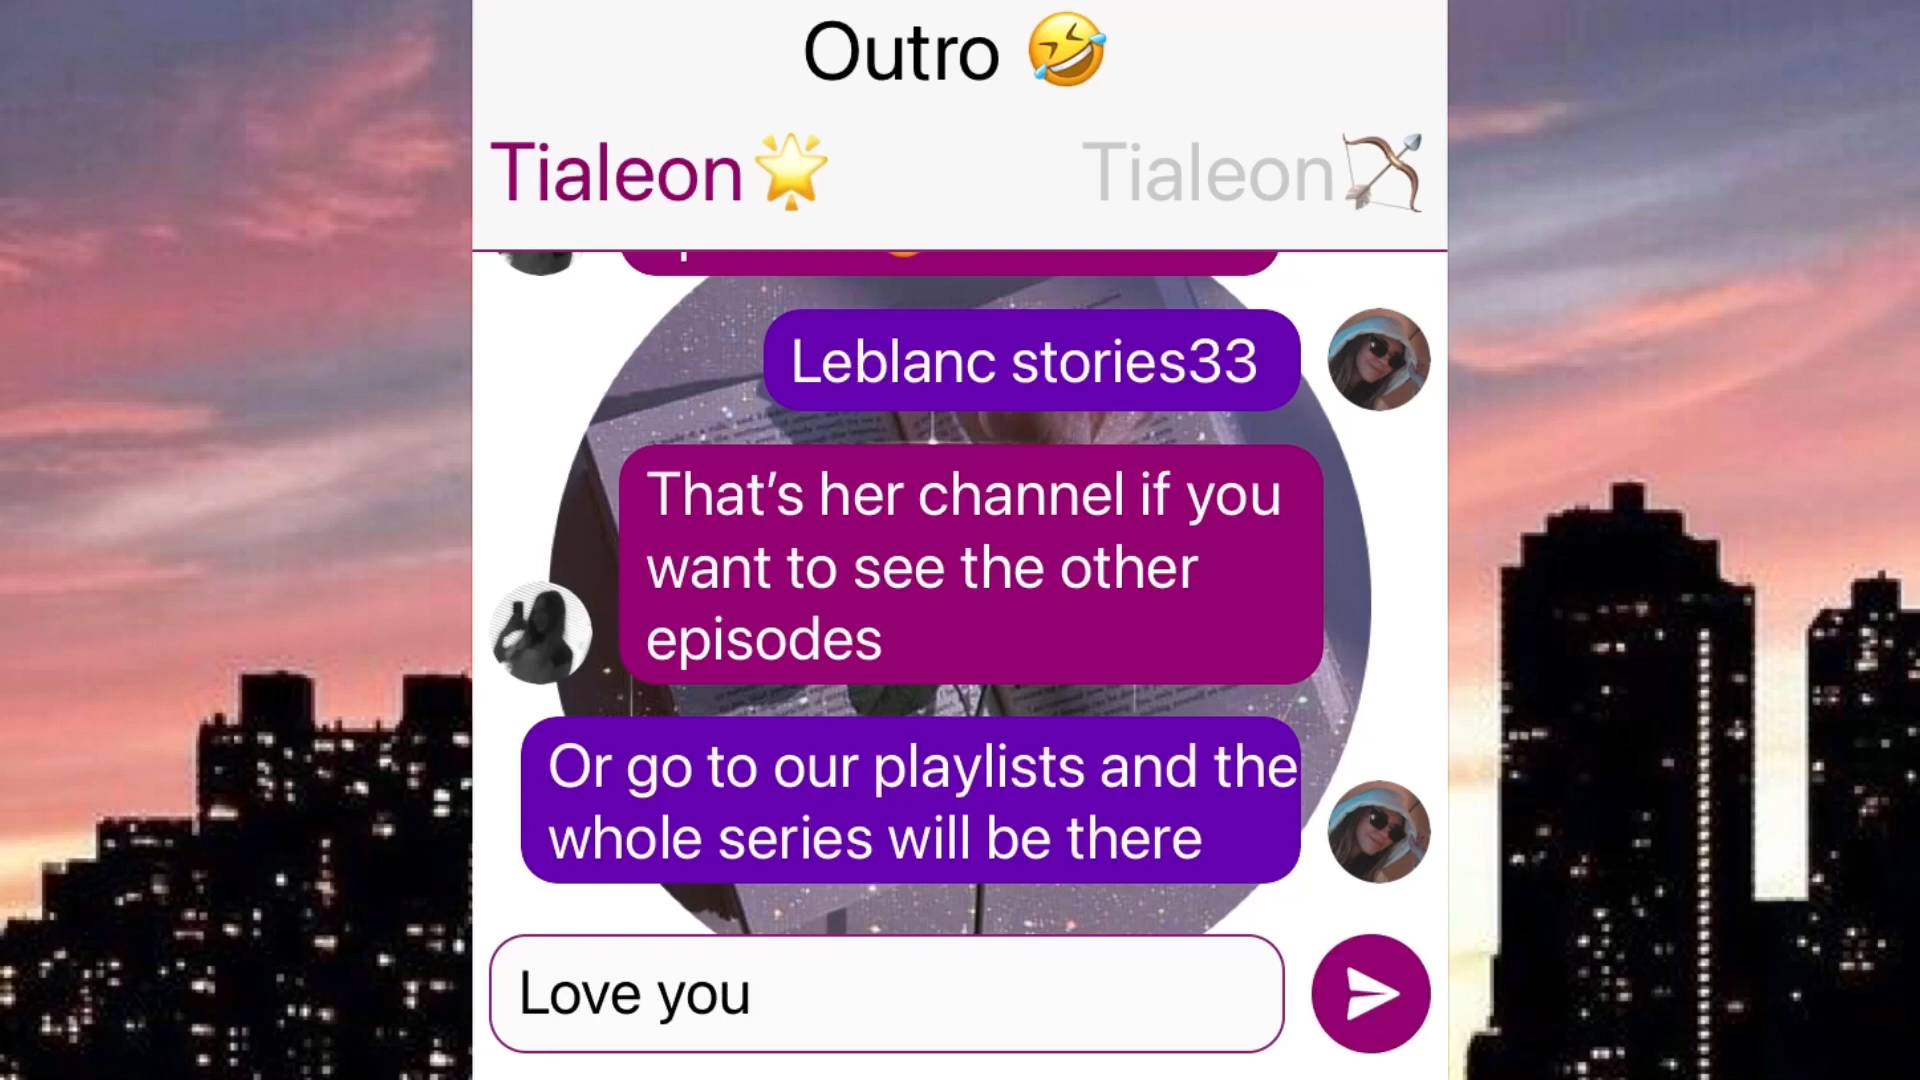 Outro 🤣
Tialeon🌟 Tialeon🏹
Leblanc stories33
That’s her channel if you
want to see the other
episodes
Or go to our playlists and the
whole series will be there
Love you